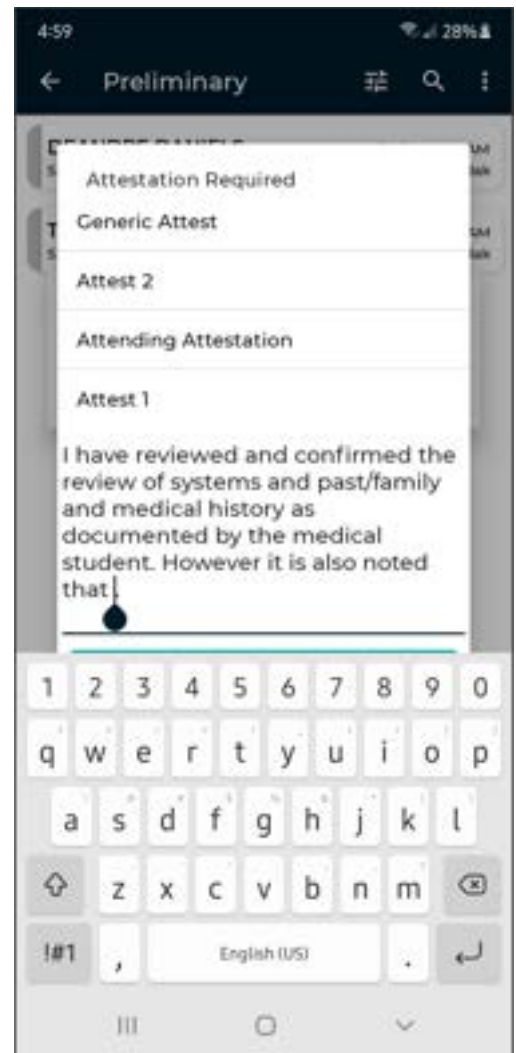 4:59
28%
Preliminary
Attestation Required
Generic Attest
Attest 2
Attending Attestation
Attest 1
I have reviewed and confirmed the
review of systems and past/family
and medical history as
documented by the medical
student. However it is also noted
that .
1 2 3 4 5 6 7 8 9 0
q w e r t y u i o p
a s d f g h j k l
z x c v b n m
!#1 , English (US) .